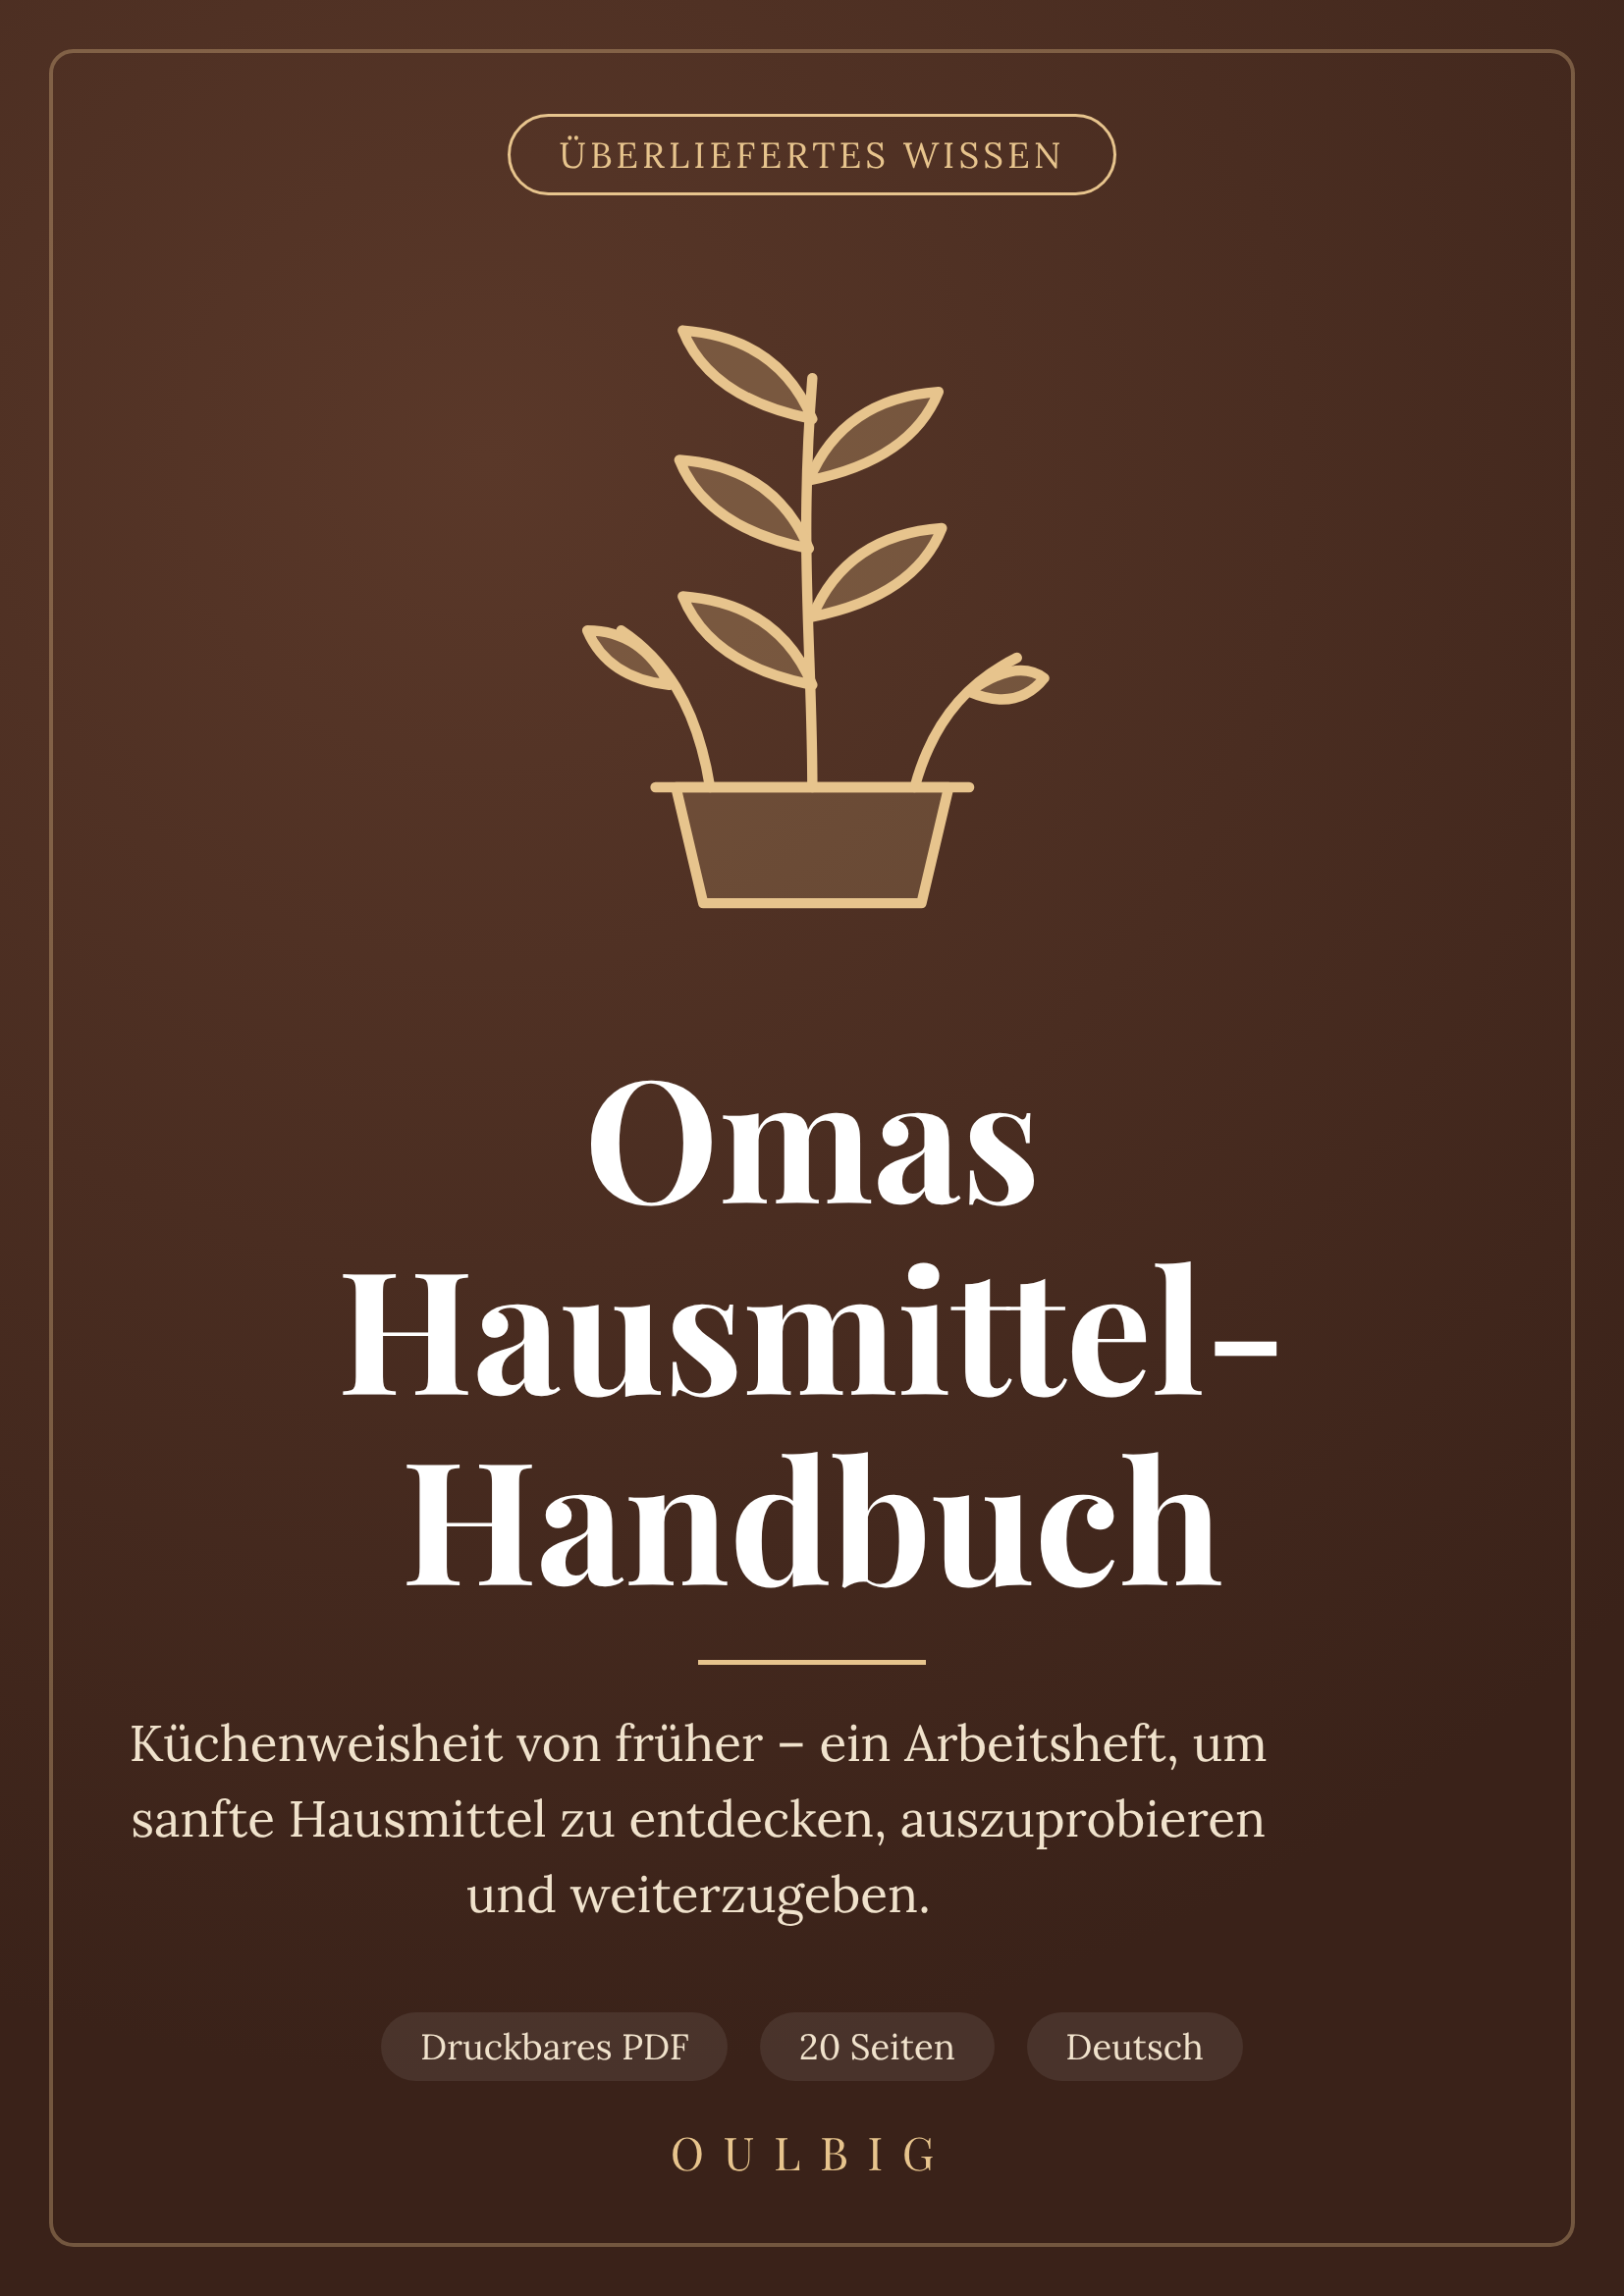 ÜBERLIEFERTES WISSEN
Omas
Hausmittel-
Handbuch
Küchenweisheit von früher – ein Arbeitsheft, um
sanfte Hausmittel zu entdecken, auszuprobieren
und weiterzugeben.
Druckbares PDF
20 Seiten
Deutsch
OULBIG